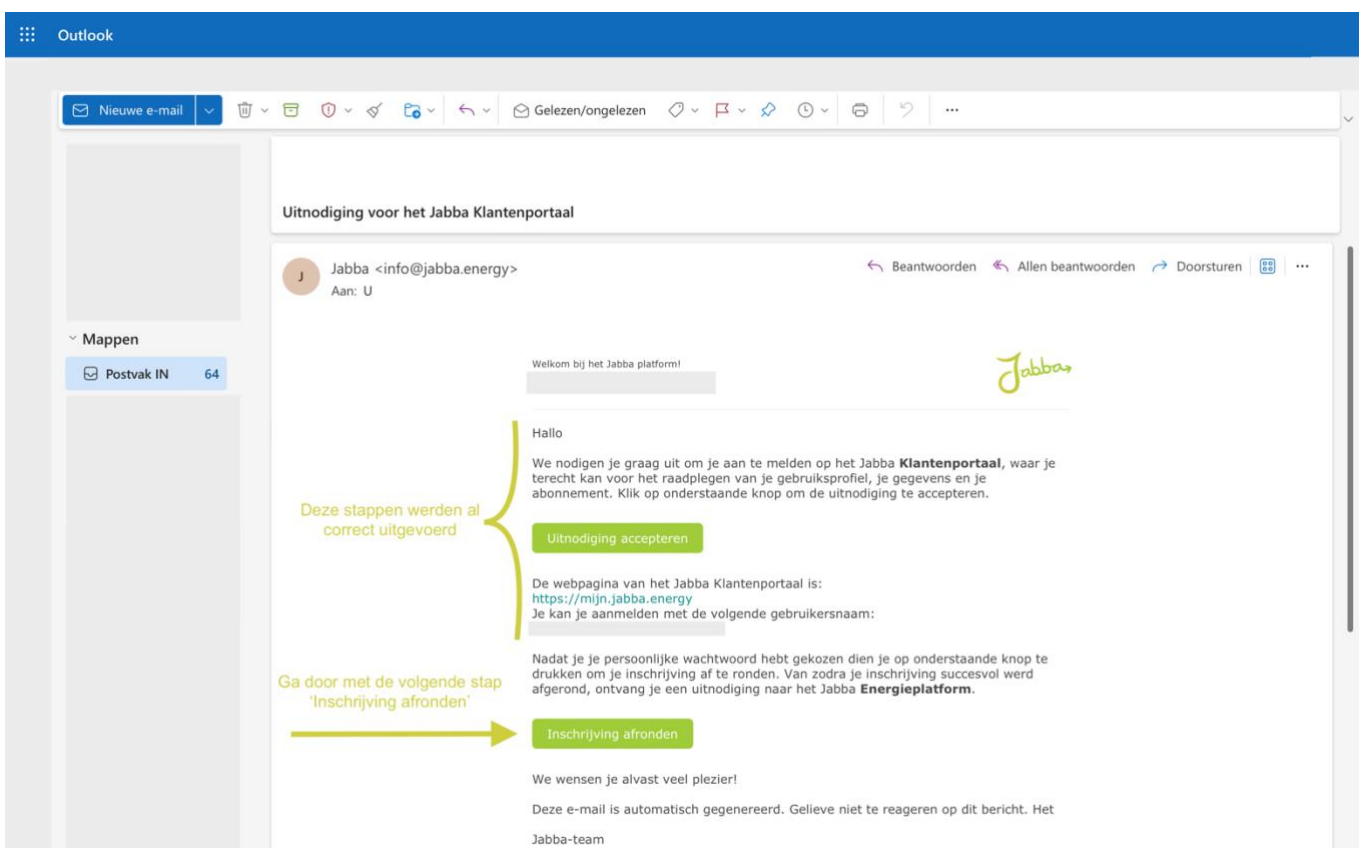 Outlook
Nieuwe e-mail
Gelezen/ongelezen
Uitnodiging voor het Jabba Klantenportaal
J
Jabba <info@jabba.energy>
Aan: U
Beantwoorden
Allen beantwoorden
Doorsturen
Mappen
Postvak IN 64
Welkom bij het Jabba platform!
Jabba
Hallo
We nodigen je graag uit om je aan te melden op het Jabba Klantenportaal, waar je
terecht kan voor het raadplegen van je gebruiksprofiel, je gegevens en je
abonnement. Klik op onderstaande knop om de uitnodiging te accepteren.
Deze stappen werden al
correct uitgevoerd
Uitnodiging accepteren
De webpagina van het Jabba Klantenportaal is:
https://mijn.jabba.energy
Je kan je aanmelden met de volgende gebruikersnaam:
Nadat je je persoonlijke wachtwoord hebt gekozen dien je op onderstaande knop te
drukken om je inschrijving af te ronden. Van zodra je inschrijving succesvol werd
afgerond, ontvang je een uitnodiging naar het Jabba Energieplatform.
Ga door met de volgende stap
'Inschrijving afronden'
Inschrijving afronden
We wensen je alvast veel plezier!
Deze e-mail is automatisch gegenereerd. Gelieve niet te reageren op dit bericht. Het
Jabba-team